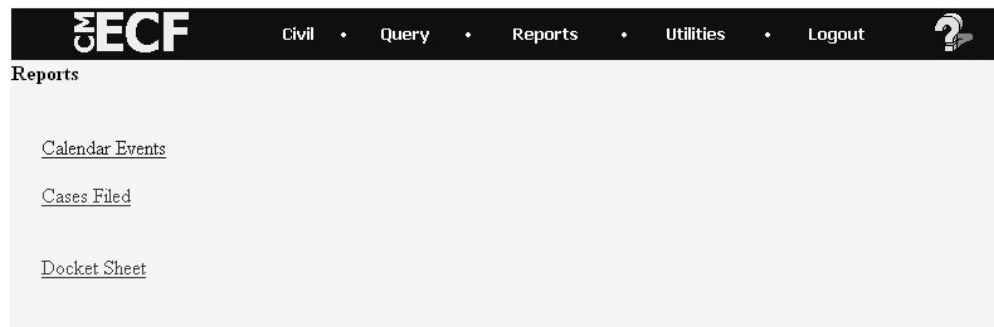 CM ECF Civil • Query • Reports • Utilities • Logout ?
Reports
Calendar Events
Cases Filed
Docket Sheet